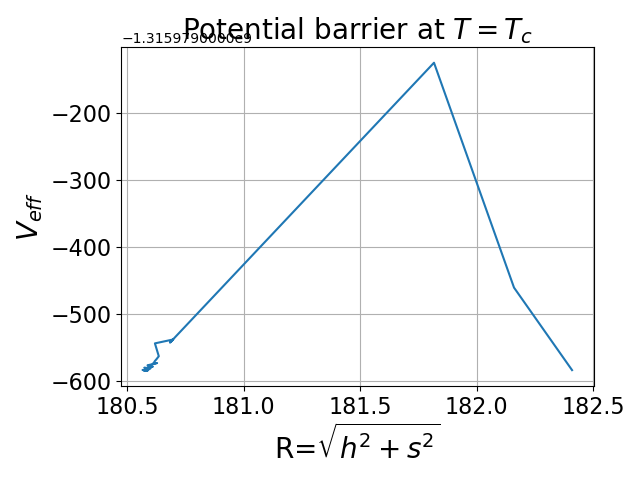 Potential barrier at T = T_c
−1.3159790000e9
−200
−300
−400
−500
−600
V_eff
180.5 181.0 181.5 182.0 182.5
R=√h² + s²